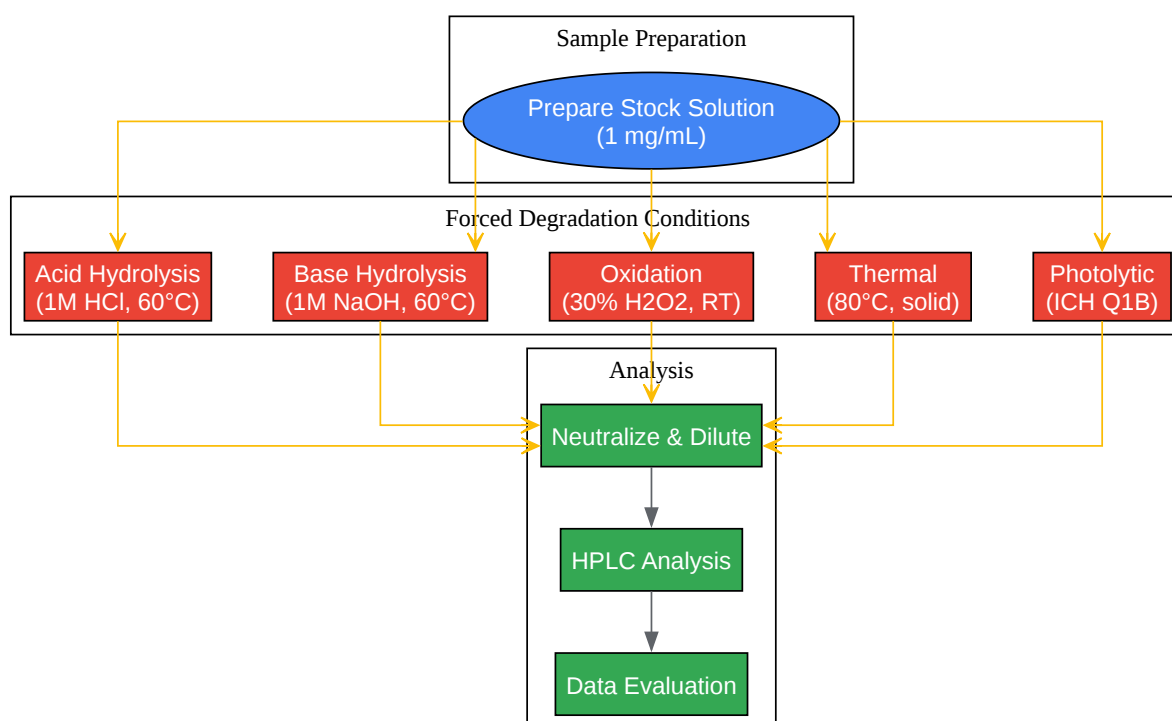 Sample Preparation
Prepare Stock Solution
(1 mg/mL)
Forced Degradation Conditions
Acid Hydrolysis
(1M HCl, 60°C)
Base Hydrolysis
(1M NaOH, 60°C)
Oxidation
(30% H2O2, RT)
Thermal
(80°C, solid)
Photolytic
(ICH Q1B)
Analysis
Neutralize & Dilute
HPLC Analysis
Data Evaluation